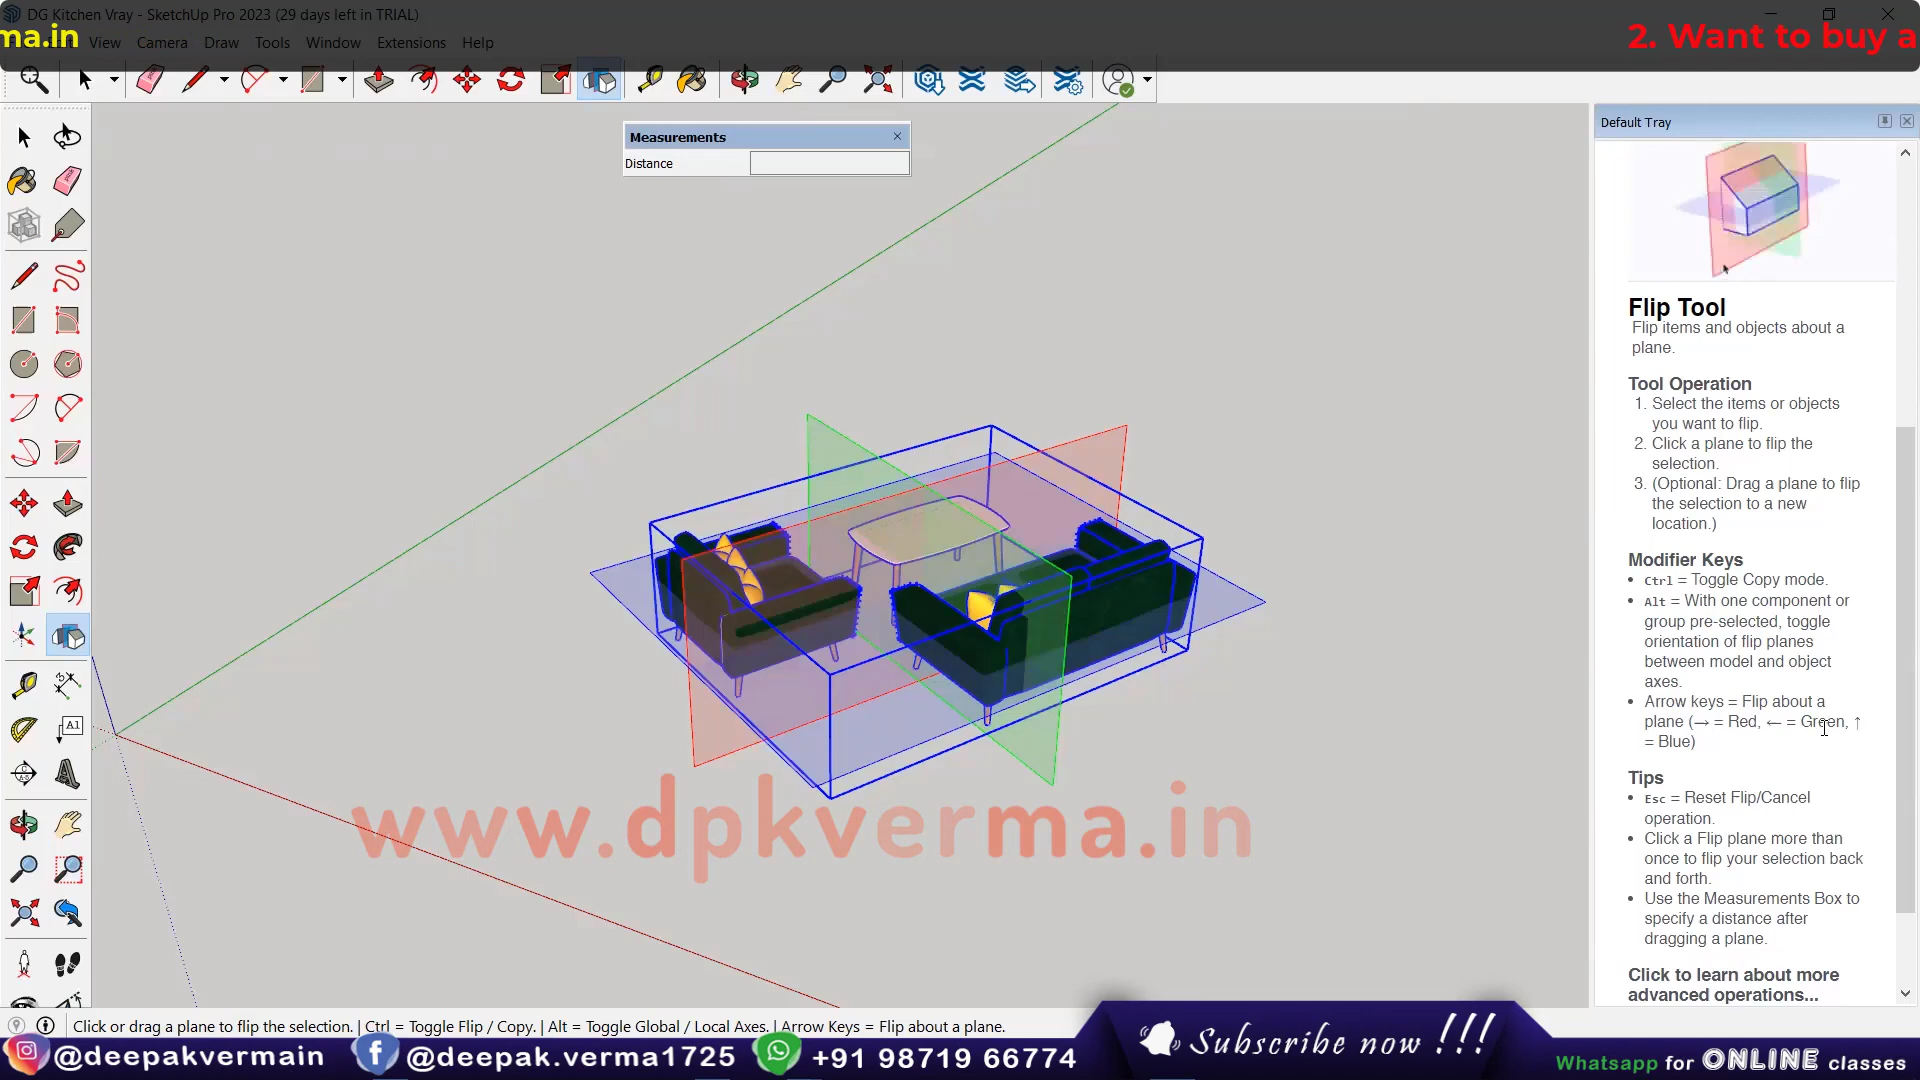 DG Kitchen Vray - SketchUp Pro 2023 (29 days left in TRIAL)
ma.in
View Camera Draw Tools Window Extensions Help
2. Want to buy a
Measurements
Distance
Default Tray
Flip Tool
Flip items and objects about a
plane.
Tool Operation
1. Select the items or objects
you want to flip.
2. Click a plane to flip the
selection.
3. (Optional: Drag a plane to flip
the selection to a new
location.)
Modifier Keys
• Ctrl = Toggle Copy mode.
• Alt = With one component or
group pre-selected, toggle
orientation of flip planes
between model and object
axes.
• Arrow keys = Flip about a
plane (→ = Red, ← = Green, ↑
= Blue)
Tips
• Esc = Reset Flip/Cancel
operation.
• Click a Flip plane more than
once to flip your selection back
and forth.
• Use the Measurements Box to
specify a distance after
dragging a plane.
Click to learn about more
advanced operations...
A1
www.dpkverma.in
Click or drag a plane to flip the selection. | Ctrl = Toggle Flip / Copy. | Alt = Toggle Global / Local Axes. | Arrow Keys = Flip about a plane.
@deepakvermain
@deepak.verma1725
+91 98719 66774
Subscribe now !!!
Whatsapp for ONLINE classes